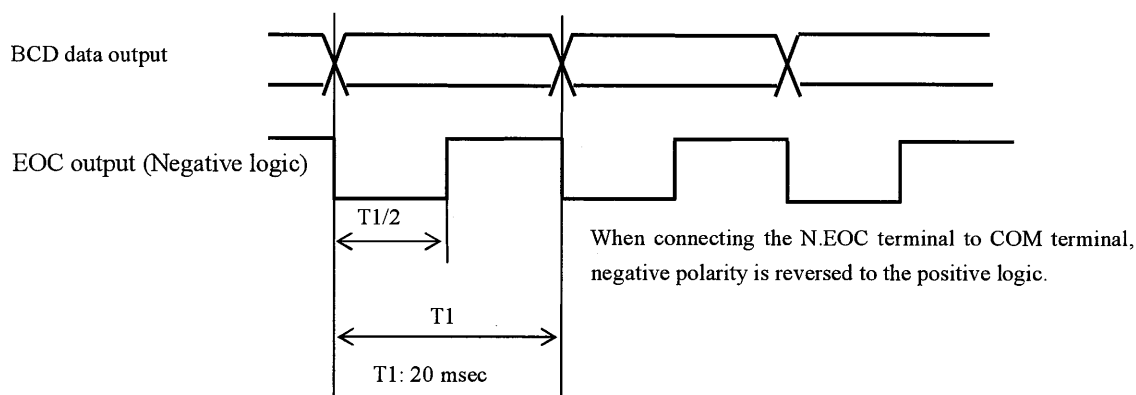 BCD data output
EOC output (Negative logic)
T1/2
When connecting the N.EOC terminal to COM terminal,
negative polarity is reversed to the positive logic.
T1
T1: 20 msec